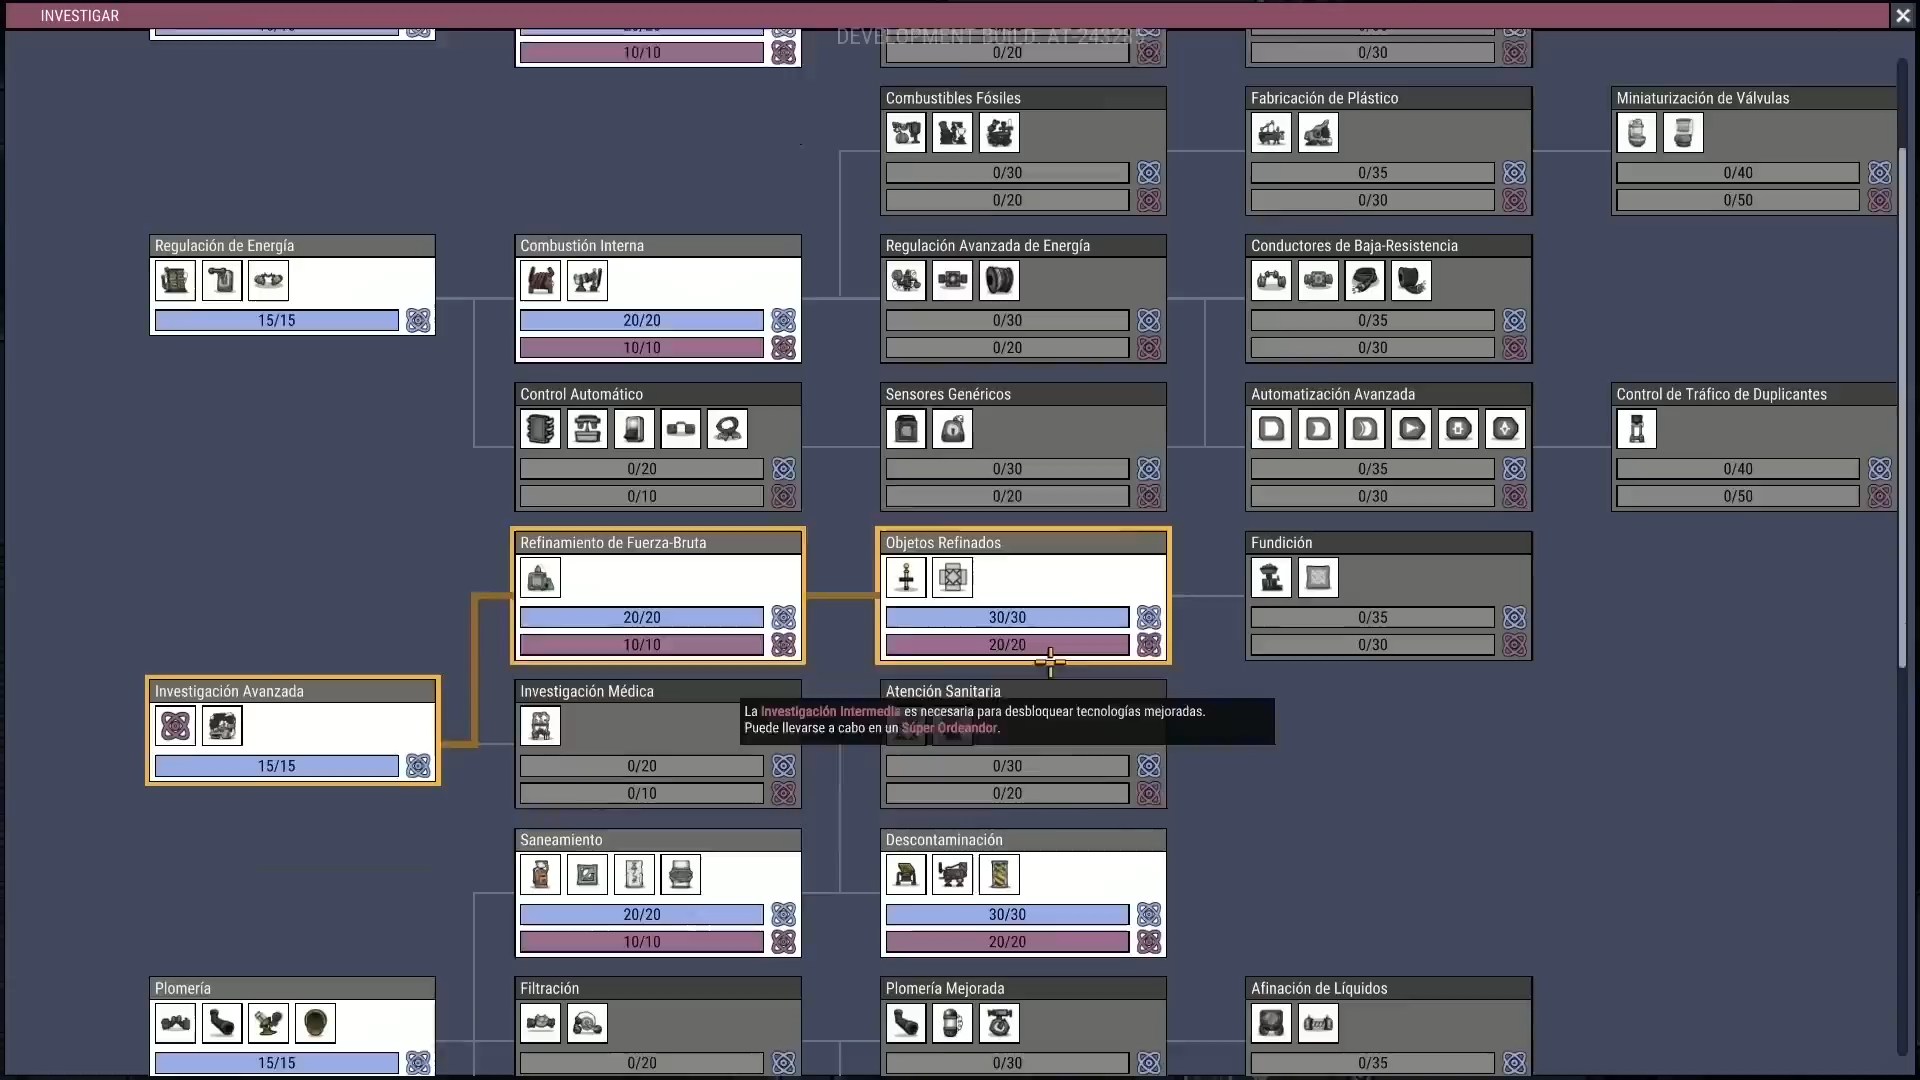 INVESTIGAR
DEVELOPMENT BUILD: AT-2432
10/10
0/20
0/30
Combustibles Fósiles
Fabricación de Plástico
Miniaturización de Válvulas
0/30
0/35
0/40
0/20
0/30
0/50
Regulación de Energía
Combustión Interna
Regulación Avanzada de Energía
Conductores de Baja-Resistencia
15/15
20/20
0/30
0/35
10/10
0/20
0/30
Control Automático
Sensores Genéricos
Automatización Avanzada
Control de Tráfico de Duplicantes
0/20
0/30
0/35
0/40
0/10
0/20
0/30
0/50
Refinamiento de Fuerza-Bruta
Objetos Refinados
Fundición
20/20
30/30
0/35
10/10
20/20
0/30
Investigación Avanzada
Investigación Médica
Atención Sanitaria
La Investigación Intermedia es necesaria para desbloquear tecnologías mejoradas.
Puede llevarse a cabo en un Súper Ordeandor.
15/15
0/20
0/30
0/10
0/20
Saneamiento
Descontaminación
20/20
30/30
10/10
20/20
Plomería
Filtración
Plomería Mejorada
Afinación de Líquidos
15/15
0/20
0/30
0/35